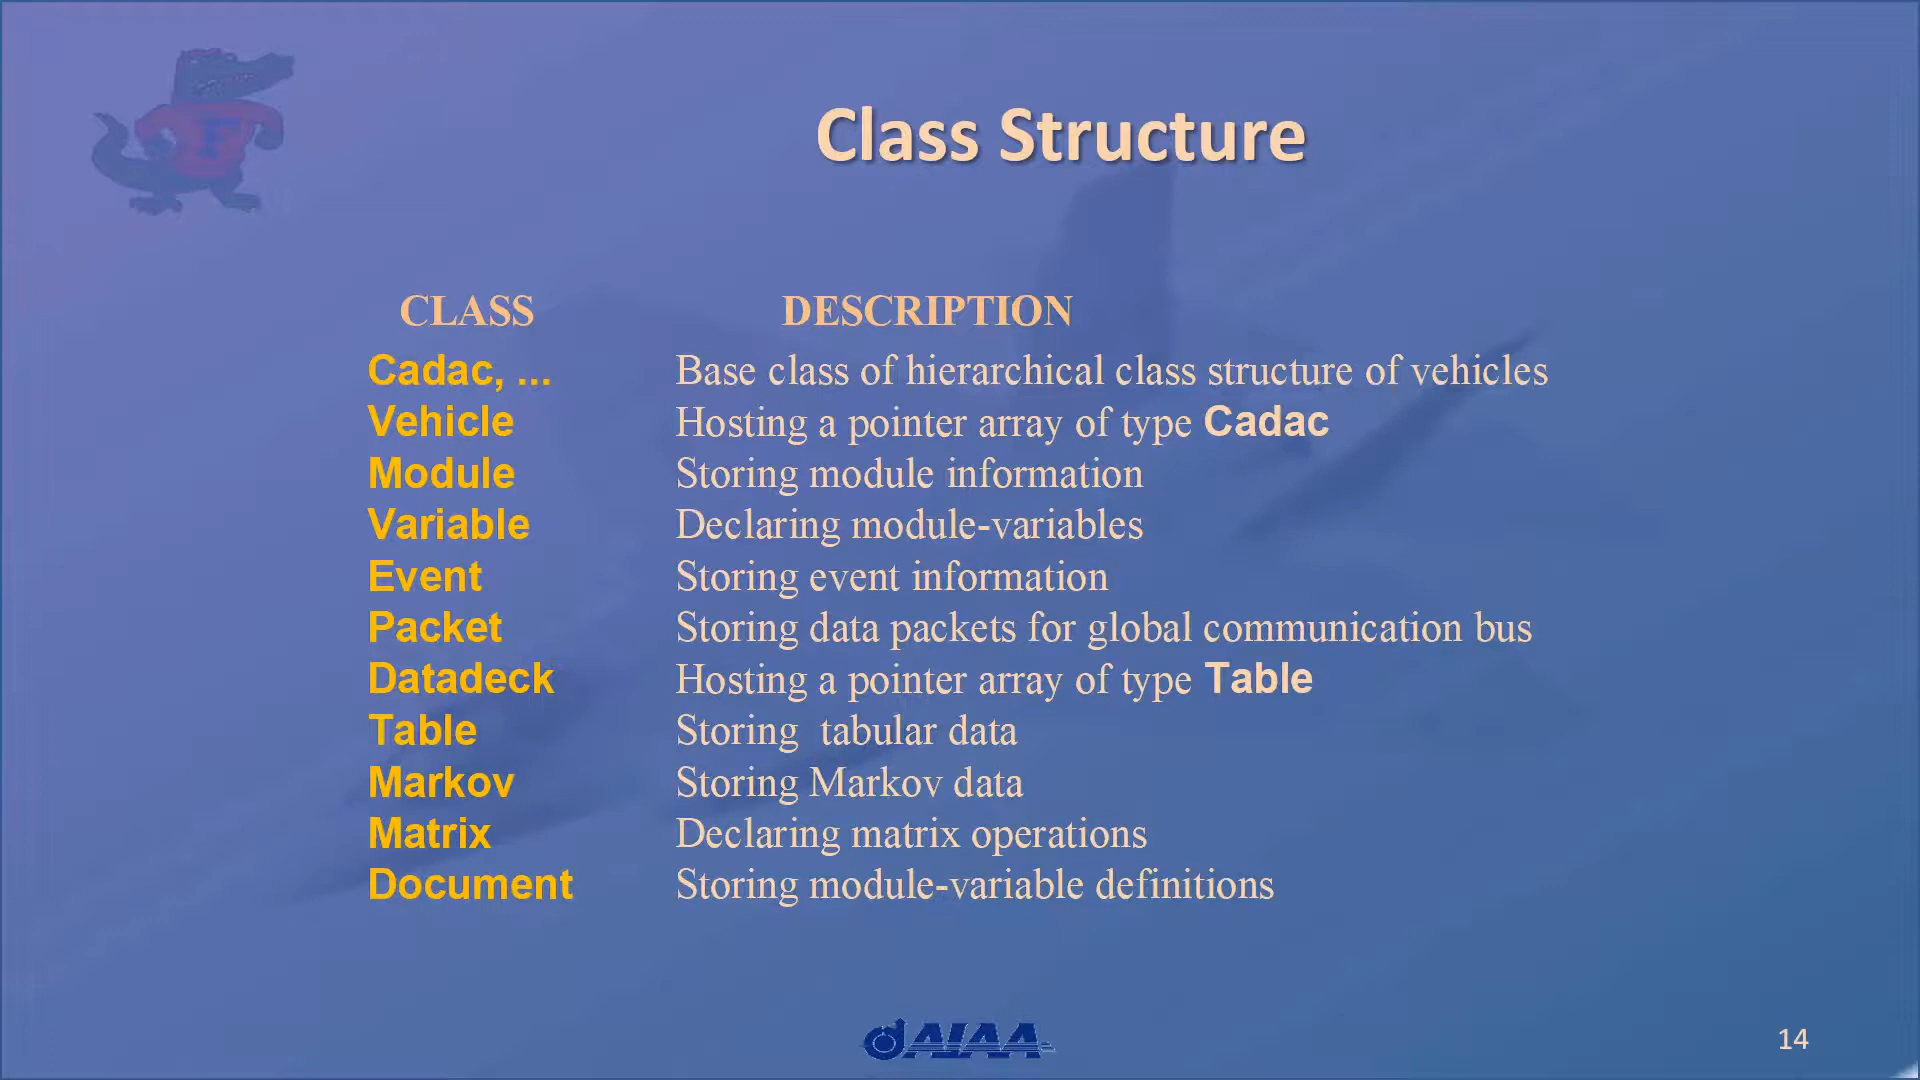 Class Structure
CLASS DESCRIPTION
Cadac, ... Base class of hierarchical class structure of vehicles
Vehicle Hosting a pointer array of type Cadac
Module Storing module information
Variable Declaring module-variables
Event Storing event information
Packet Storing data packets for global communication bus
Datadeck Hosting a pointer array of type Table
Table Storing tabular data
Markov Storing Markov data
Matrix Declaring matrix operations
Document Storing module-variable definitions
F
AIAA
14